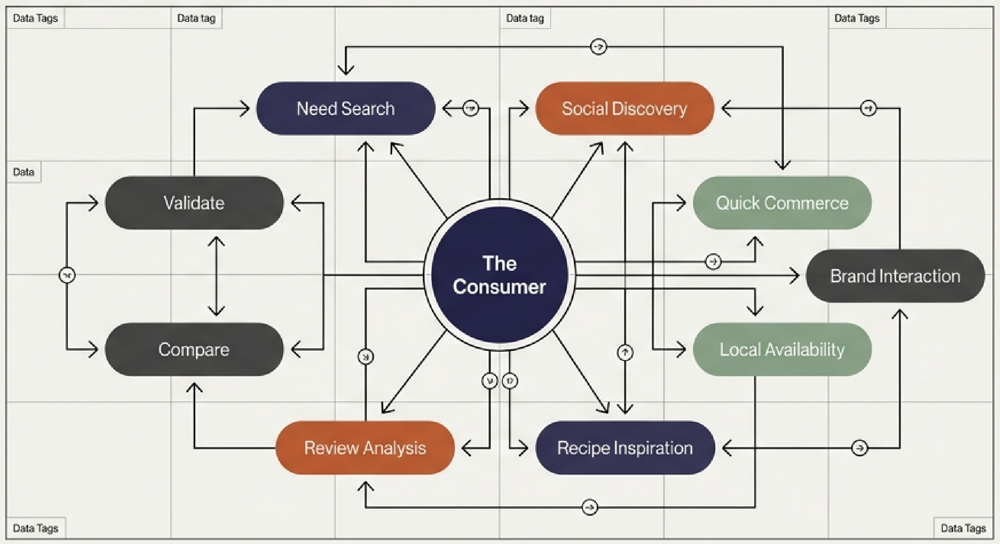 Data Tags
Data tag
Data tag
Data Tags
Need Search
Social Discovery
Data
Validate
Quick Commerce
The
Consumer
Brand Interaction
Compare
Local Availability
Review Analysis
Recipe Inspiration
Data Tags
Data Tags